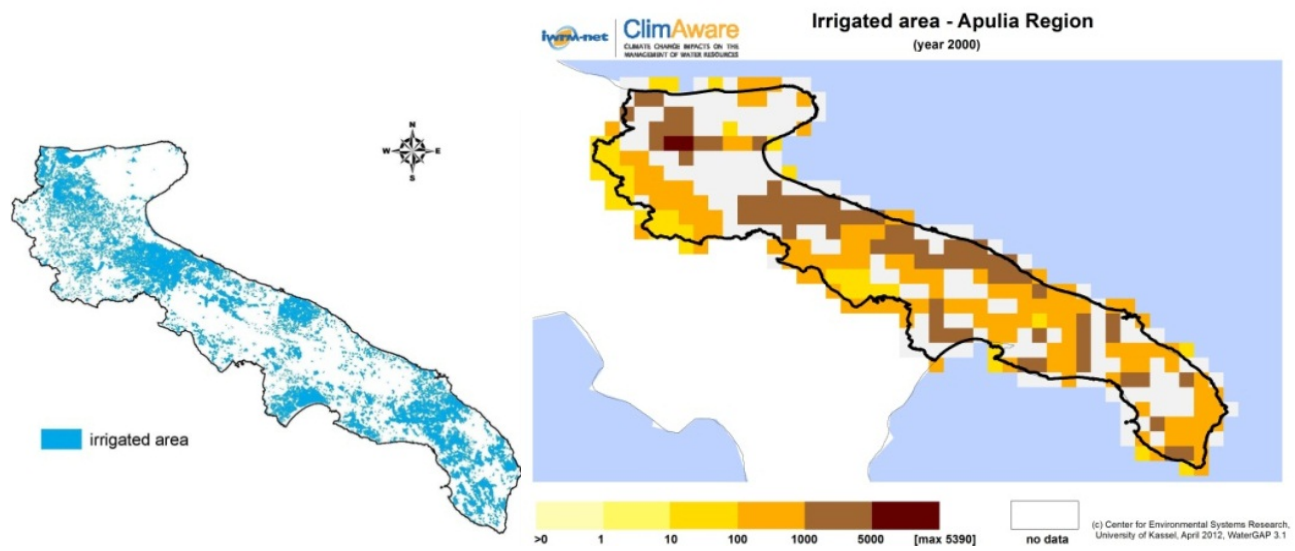 N
W E
S
irrigated area
iwrm-net
ClimAware
CLIMATE CHANGE IMPACTS ON THE
MANAGEMENT OF WATER RESOURCES
Irrigated area - Apulia Region
(year 2000)
>0 1 10 100 1000 5000 [max 5390] no data
(c) Center for Environmental Systems Research,
University of Kassel, April 2012, WaterGAP 3.1